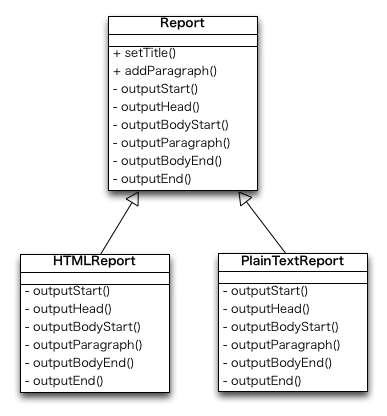 Report
+ setTitle()
+ addParagraph()
- outputStart()
- outputHead()
- outputBodyStart()
- outputParagraph()
- outputBodyEnd()
- outputEnd()
HTMLReport
- outputStart()
- outputHead()
- outputBodyStart()
- outputParagraph()
- outputBodyEnd()
- outputEnd()
PlainTextReport
- outputStart()
- outputHead()
- outputBodyStart()
- outputParagraph()
- outputBodyEnd()
- outputEnd()